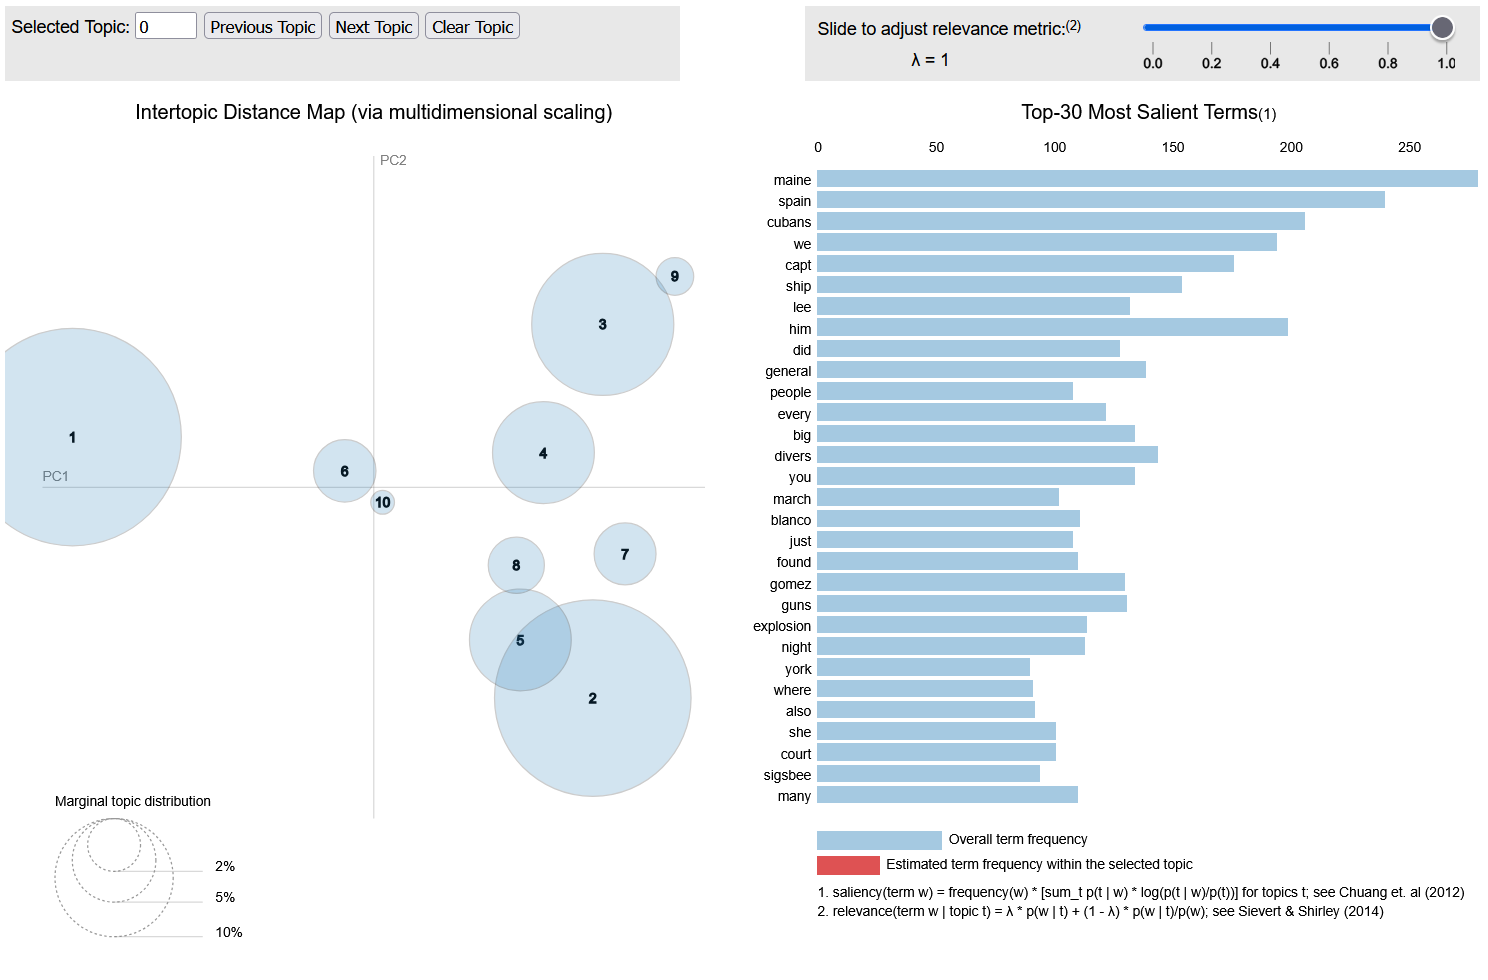 Selected Topic: 0 Previous Topic Next Topic Clear Topic
Slide to adjust relevance metric:(2)
λ = 1
0.0 0.2 0.4 0.6 0.8 1.0
Intertopic Distance Map (via multidimensional scaling)
PC2
PC1
1
2
3
4
5
6
7
8
9
10
Marginal topic distribution
2%
5%
10%
Top-30 Most Salient Terms(1)
0 50 100 150 200 250
maine
spain
cubans
we
capt
ship
lee
him
did
general
people
every
big
divers
you
march
blanco
just
found
gomez
guns
explosion
night
york
where
also
she
court
sigsbee
many
Overall term frequency
Estimated term frequency within the selected topic
1. saliency(term w) = frequency(w) * [sum_t p(t | w) * log(p(t | w)/p(t))] for topics t; see Chuang et. al (2012)
2. relevance(term w | topic t) = λ * p(w | t) + (1 - λ) * p(w | t)/p(w); see Sievert & Shirley (2014)